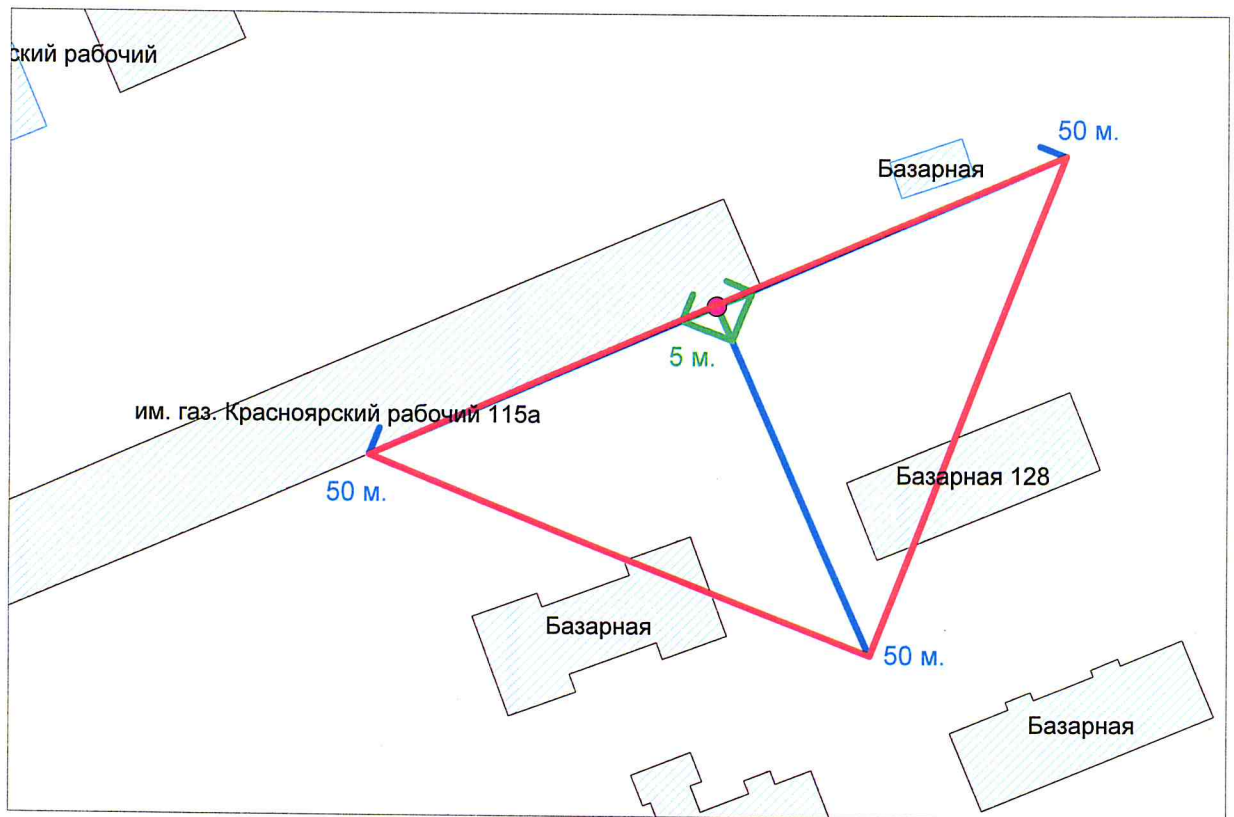 ский рабочий
50 м.
Базарная
5 м.
им. газ. Красноярский рабочий 115а
50 м.
Базарная 128
Базарная
50 м.
Базарная